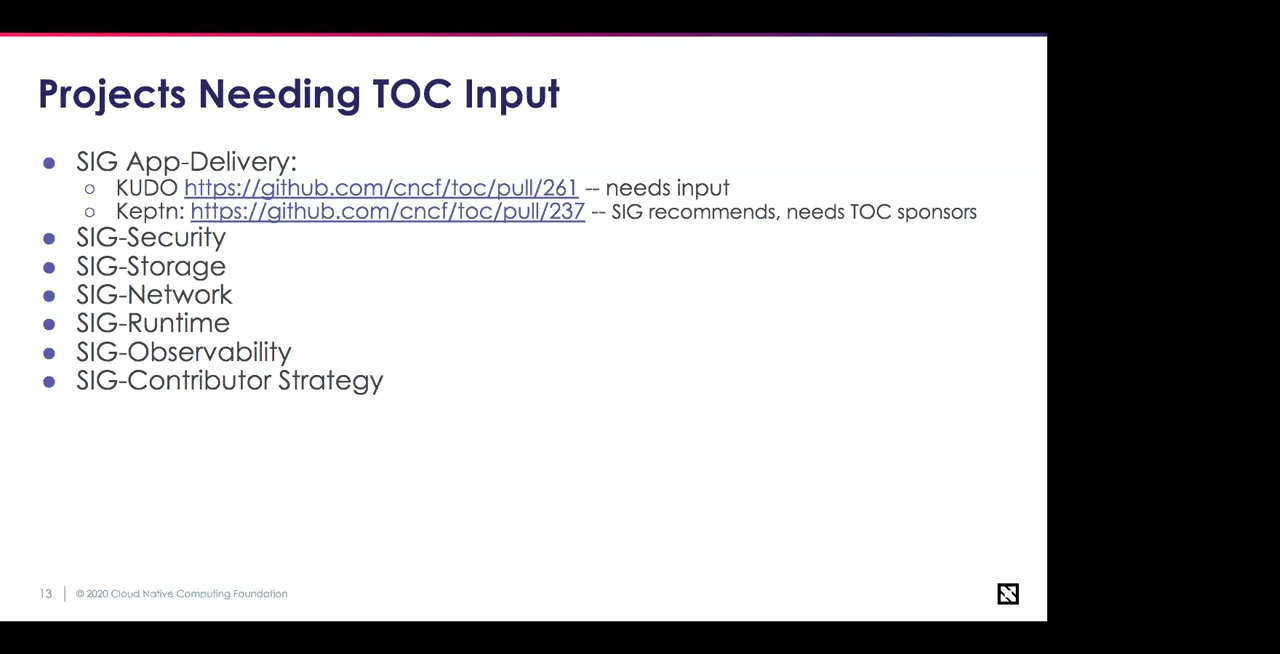 Projects Needing TOC Input
● SIG App-Delivery:
○ KUDO https://github.com/cncf/toc/pull/261 -- needs input
○ Keptn: https://github.com/cncf/toc/pull/237 -- SIG recommends, needs TOC sponsors
● SIG-Security
● SIG-Storage
● SIG-Network
● SIG-Runtime
● SIG-Observability
● SIG-Contributor Strategy
13 | © 2020 Cloud Native Computing Foundation